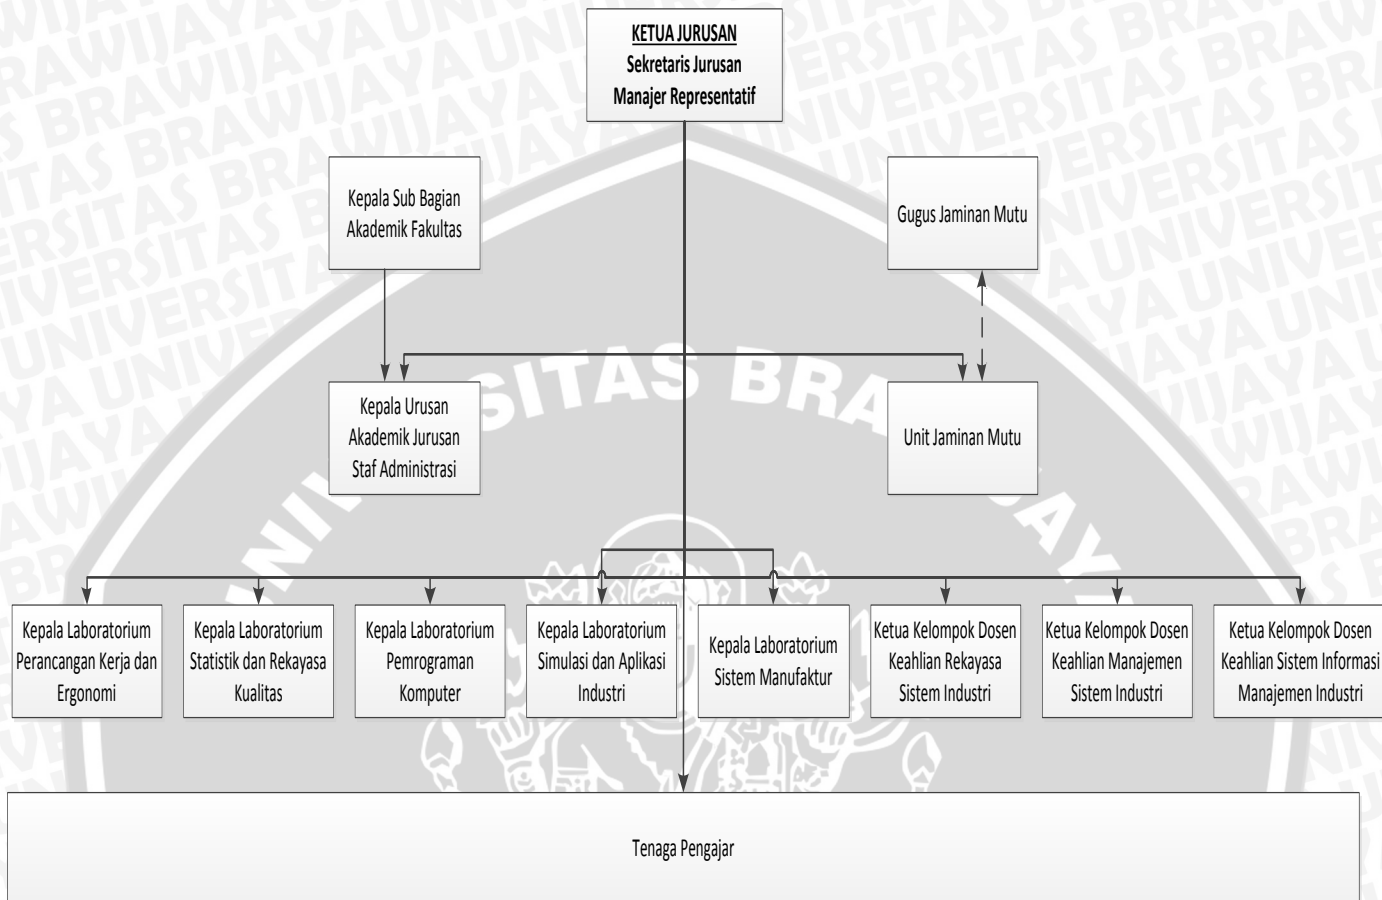 KETUA JURUSAN
Sekretaris Jurusan
Manajer Representatif
Kepala Sub Bagian
Akademik Fakultas
Gugus Jaminan Mutu
Kepala Urusan
Akademik Jurusan
Staf Administrasi
Unit Jaminan Mutu
Kepala Laboratorium
Perancangan Kerja dan
Ergonomi
Kepala Laboratorium
Statistik dan Rekayasa
Kualitas
Kepala Laboratorium
Pemrograman
Komputer
Kepala Laboratorium
Simulasi dan Aplikasi
Industri
Kepala Laboratorium
Sistem Manufaktur
Ketua Kelompok Dosen
Keahlian Rekayasa
Sistem Industri
Ketua Kelompok Dosen
Keahlian Manajemen
Sistem Industri
Ketua Kelompok Dosen
Keahlian Sistem Informasi
Manajemen Industri
Tenaga Pengajar